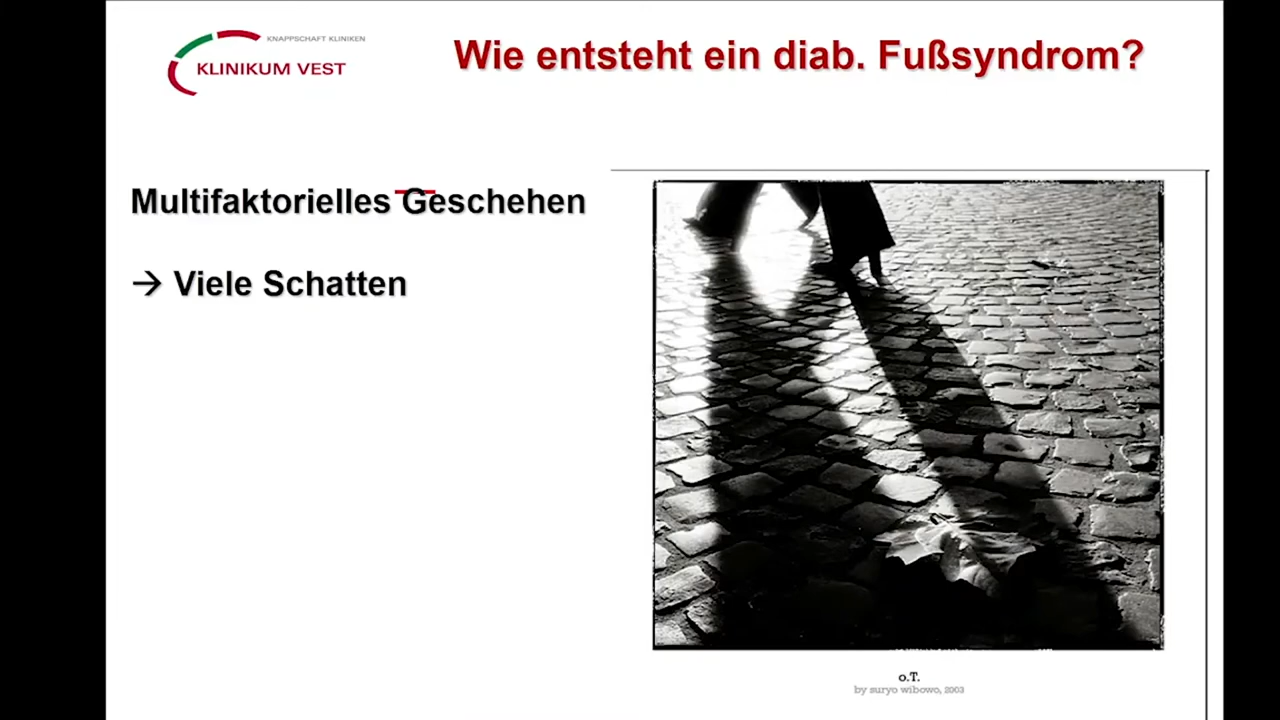 KNAPPSCHAFT KLINIKEN
KLINIKUM VEST
Wie entsteht ein diab. Fußsyndrom?
Multifaktorielles Geschehen
→ Viele Schatten
o.T.
by suryo wibowo, 2003